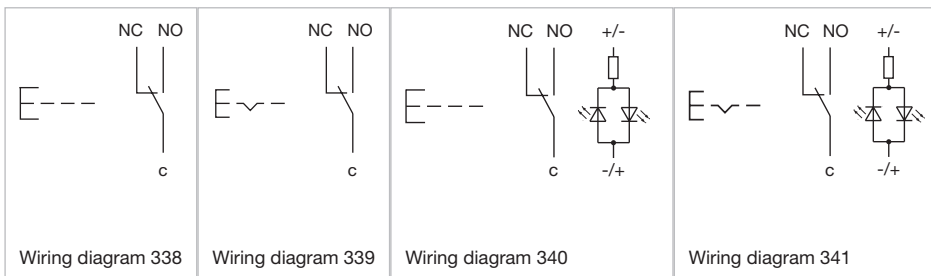 NC NO
c
Wiring diagram 338
NC NO
c
Wiring diagram 339
NC NO +/-
c -/+
Wiring diagram 340
NC NO +/-
c -/+
Wiring diagram 341